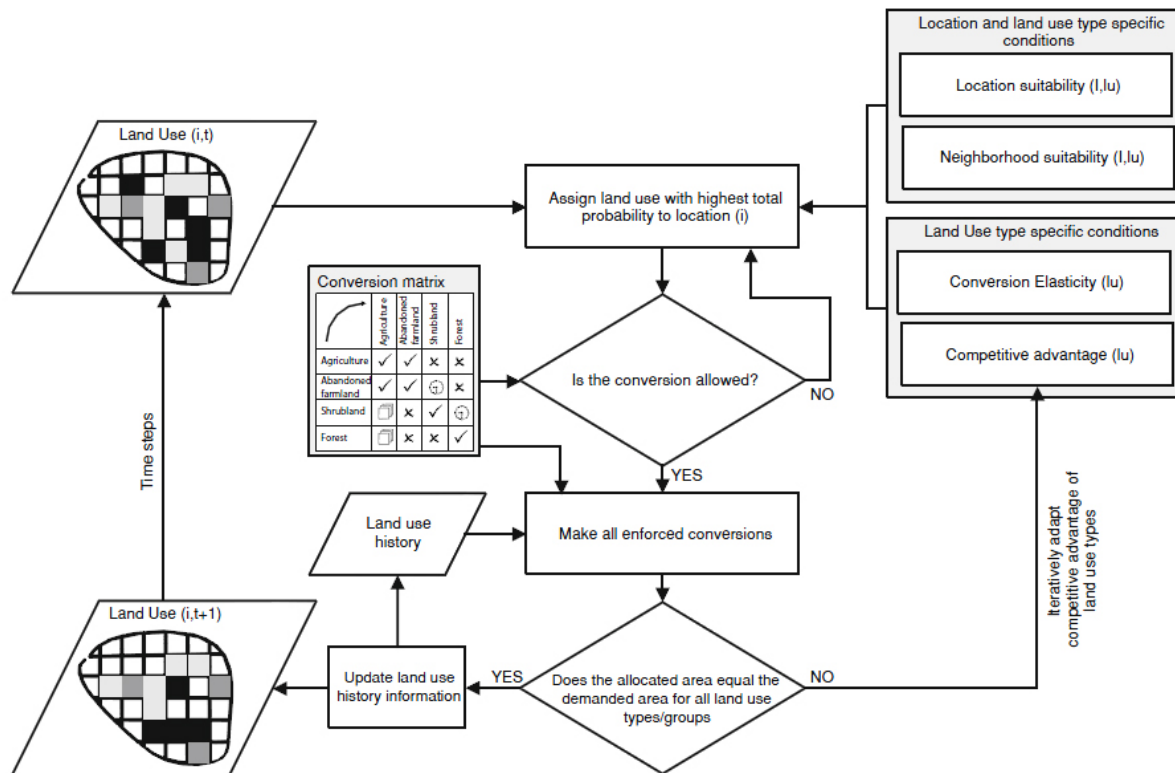 Location and land use type specific
conditions
Location suitability (l,lu)
Neighborhood suitability (l,lu)
Land Use (i,t)
Assign land use with highest total
probability to location (i)
Land Use type specific conditions
Conversion Elasticity (lu)
Competitive advantage (lu)
Conversion matrix
Agriculture
Abandoned
farmland
Shrubland
Forest
Agriculture
Abandoned
farmland
Shrubland
Forest
Is the conversion allowed?
NO
YES
Time steps
Land use
history
Make all enforced conversions
Iteratively adapt
competitive advantage of
land use types
Land Use (i,t+1)
Update land use
history information
YES
Does the allocated area equal the
demanded area for all land use
types/groups
NO